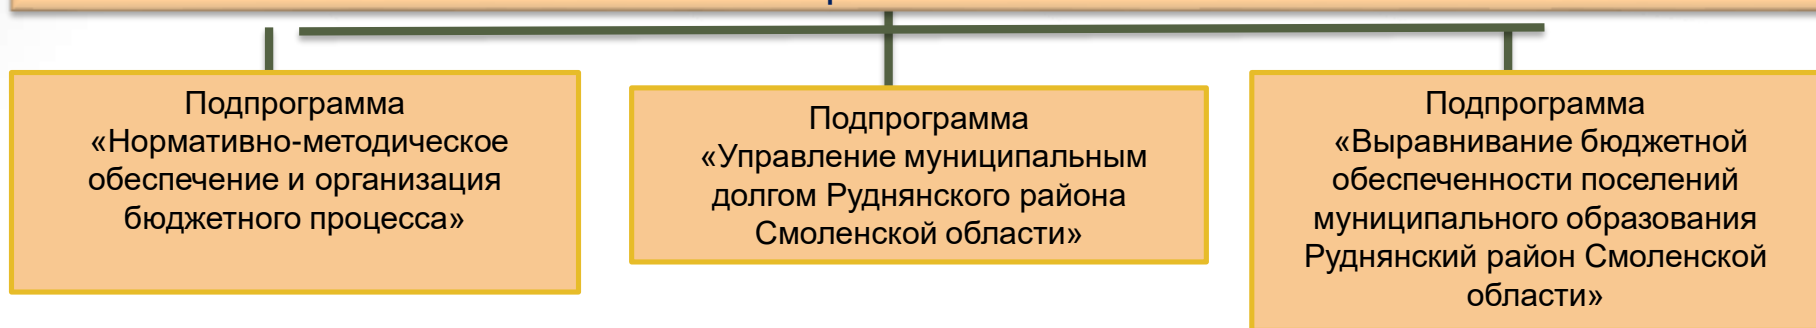 Подпрограмма
«Нормативно-методическое
обеспечение и организация
бюджетного процесса»
Подпрограмма
«Управление муниципальным
долгом Руднянского района
Смоленской области»
Подпрограмма
«Выравнивание бюджетной
обеспеченности поселений
муниципального образования
Руднянский район Смоленской
области»